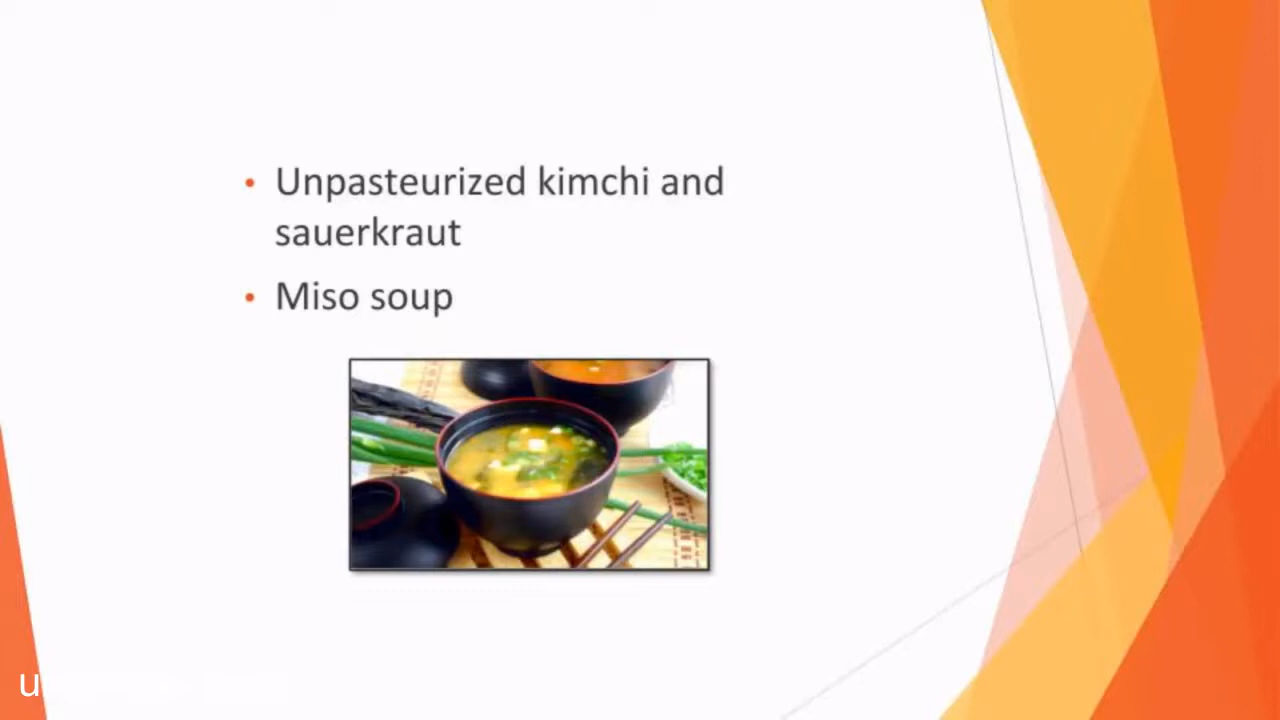 • Unpasteurized kimchi and
sauerkraut
• Miso soup